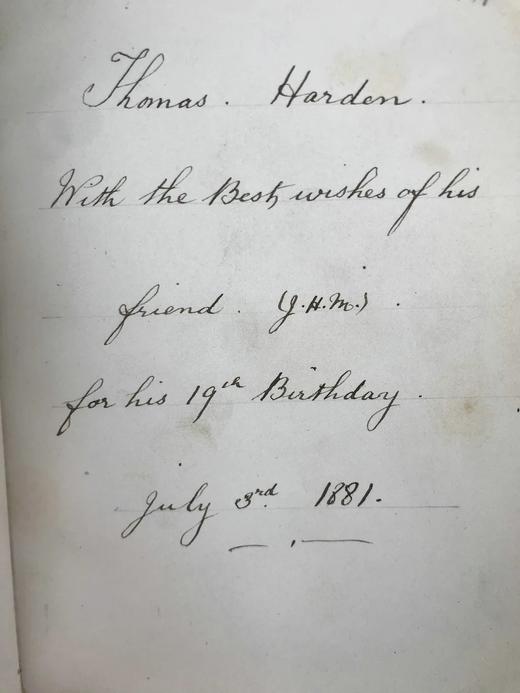 Thomas. Harden.
With the Best wishes of his
friend. (J.H.M.).
for his 19th Birthday.
July 3rd. 1881.